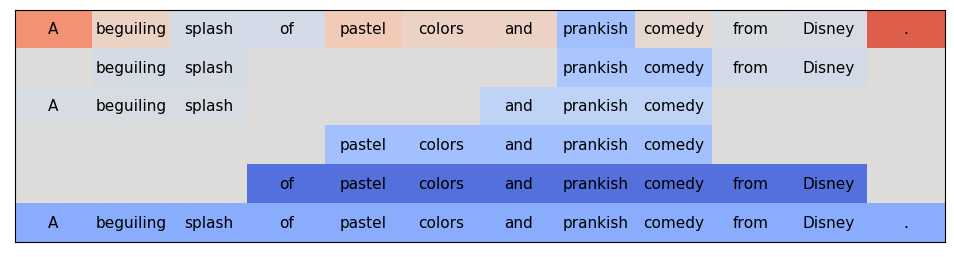 A beguiling splash of pastel colors and prankish comedy from Disney .
beguiling splash prankish comedy from Disney
A beguiling splash and prankish comedy
pastel colors and prankish comedy
of pastel colors and prankish comedy from Disney
A beguiling splash of pastel colors and prankish comedy from Disney .